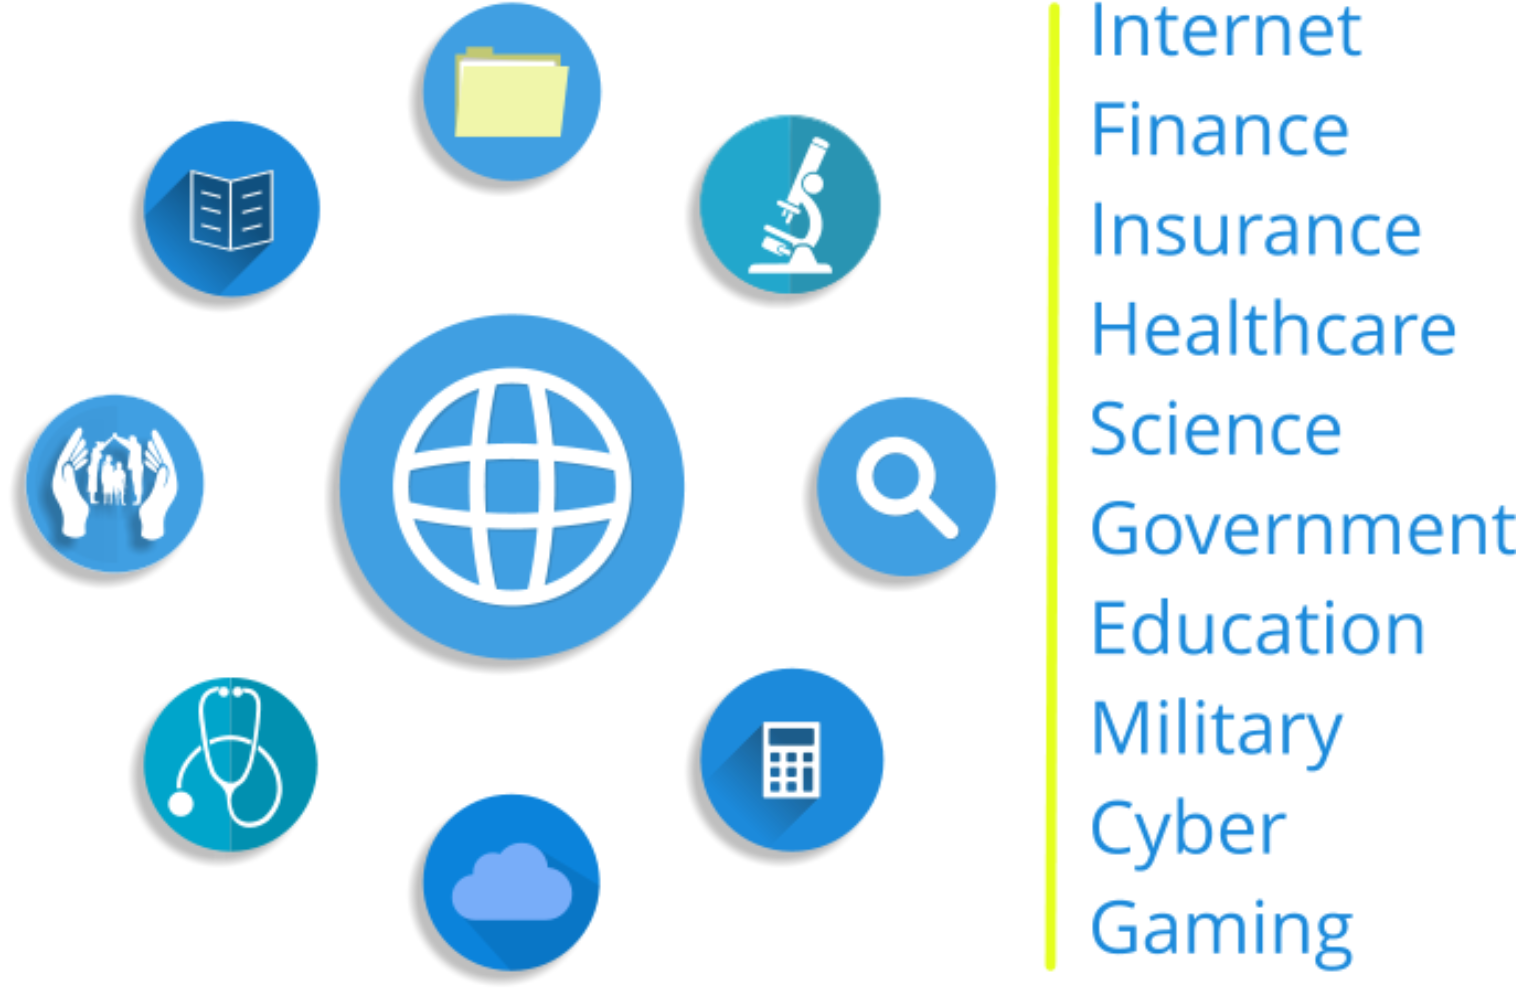 Internet
Finance
Insurance
Healthcare
Science
Government
Education
Military
Cyber
Gaming